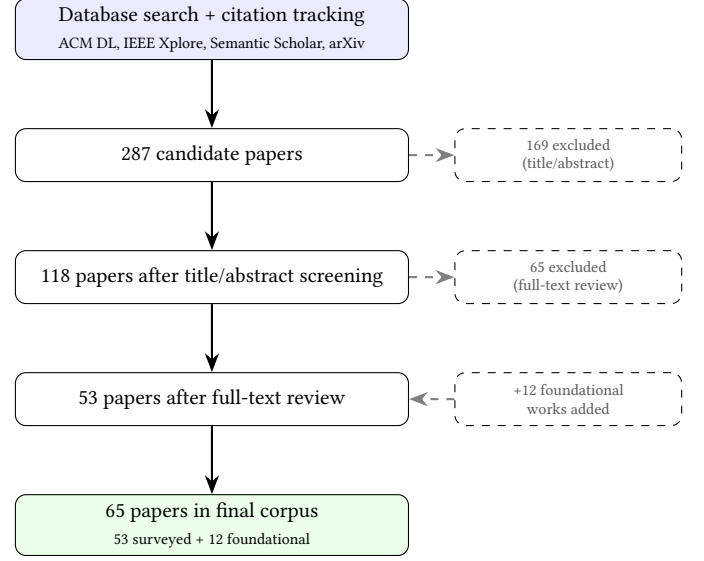 Database search + citation tracking
ACM DL, IEEE Xplore, Semantic Scholar, arXiv
287 candidate papers
169 excluded
(title/abstract)
118 papers after title/abstract screening
65 excluded
(full-text review)
53 papers after full-text review
+12 foundational
works added
65 papers in final corpus
53 surveyed + 12 foundational